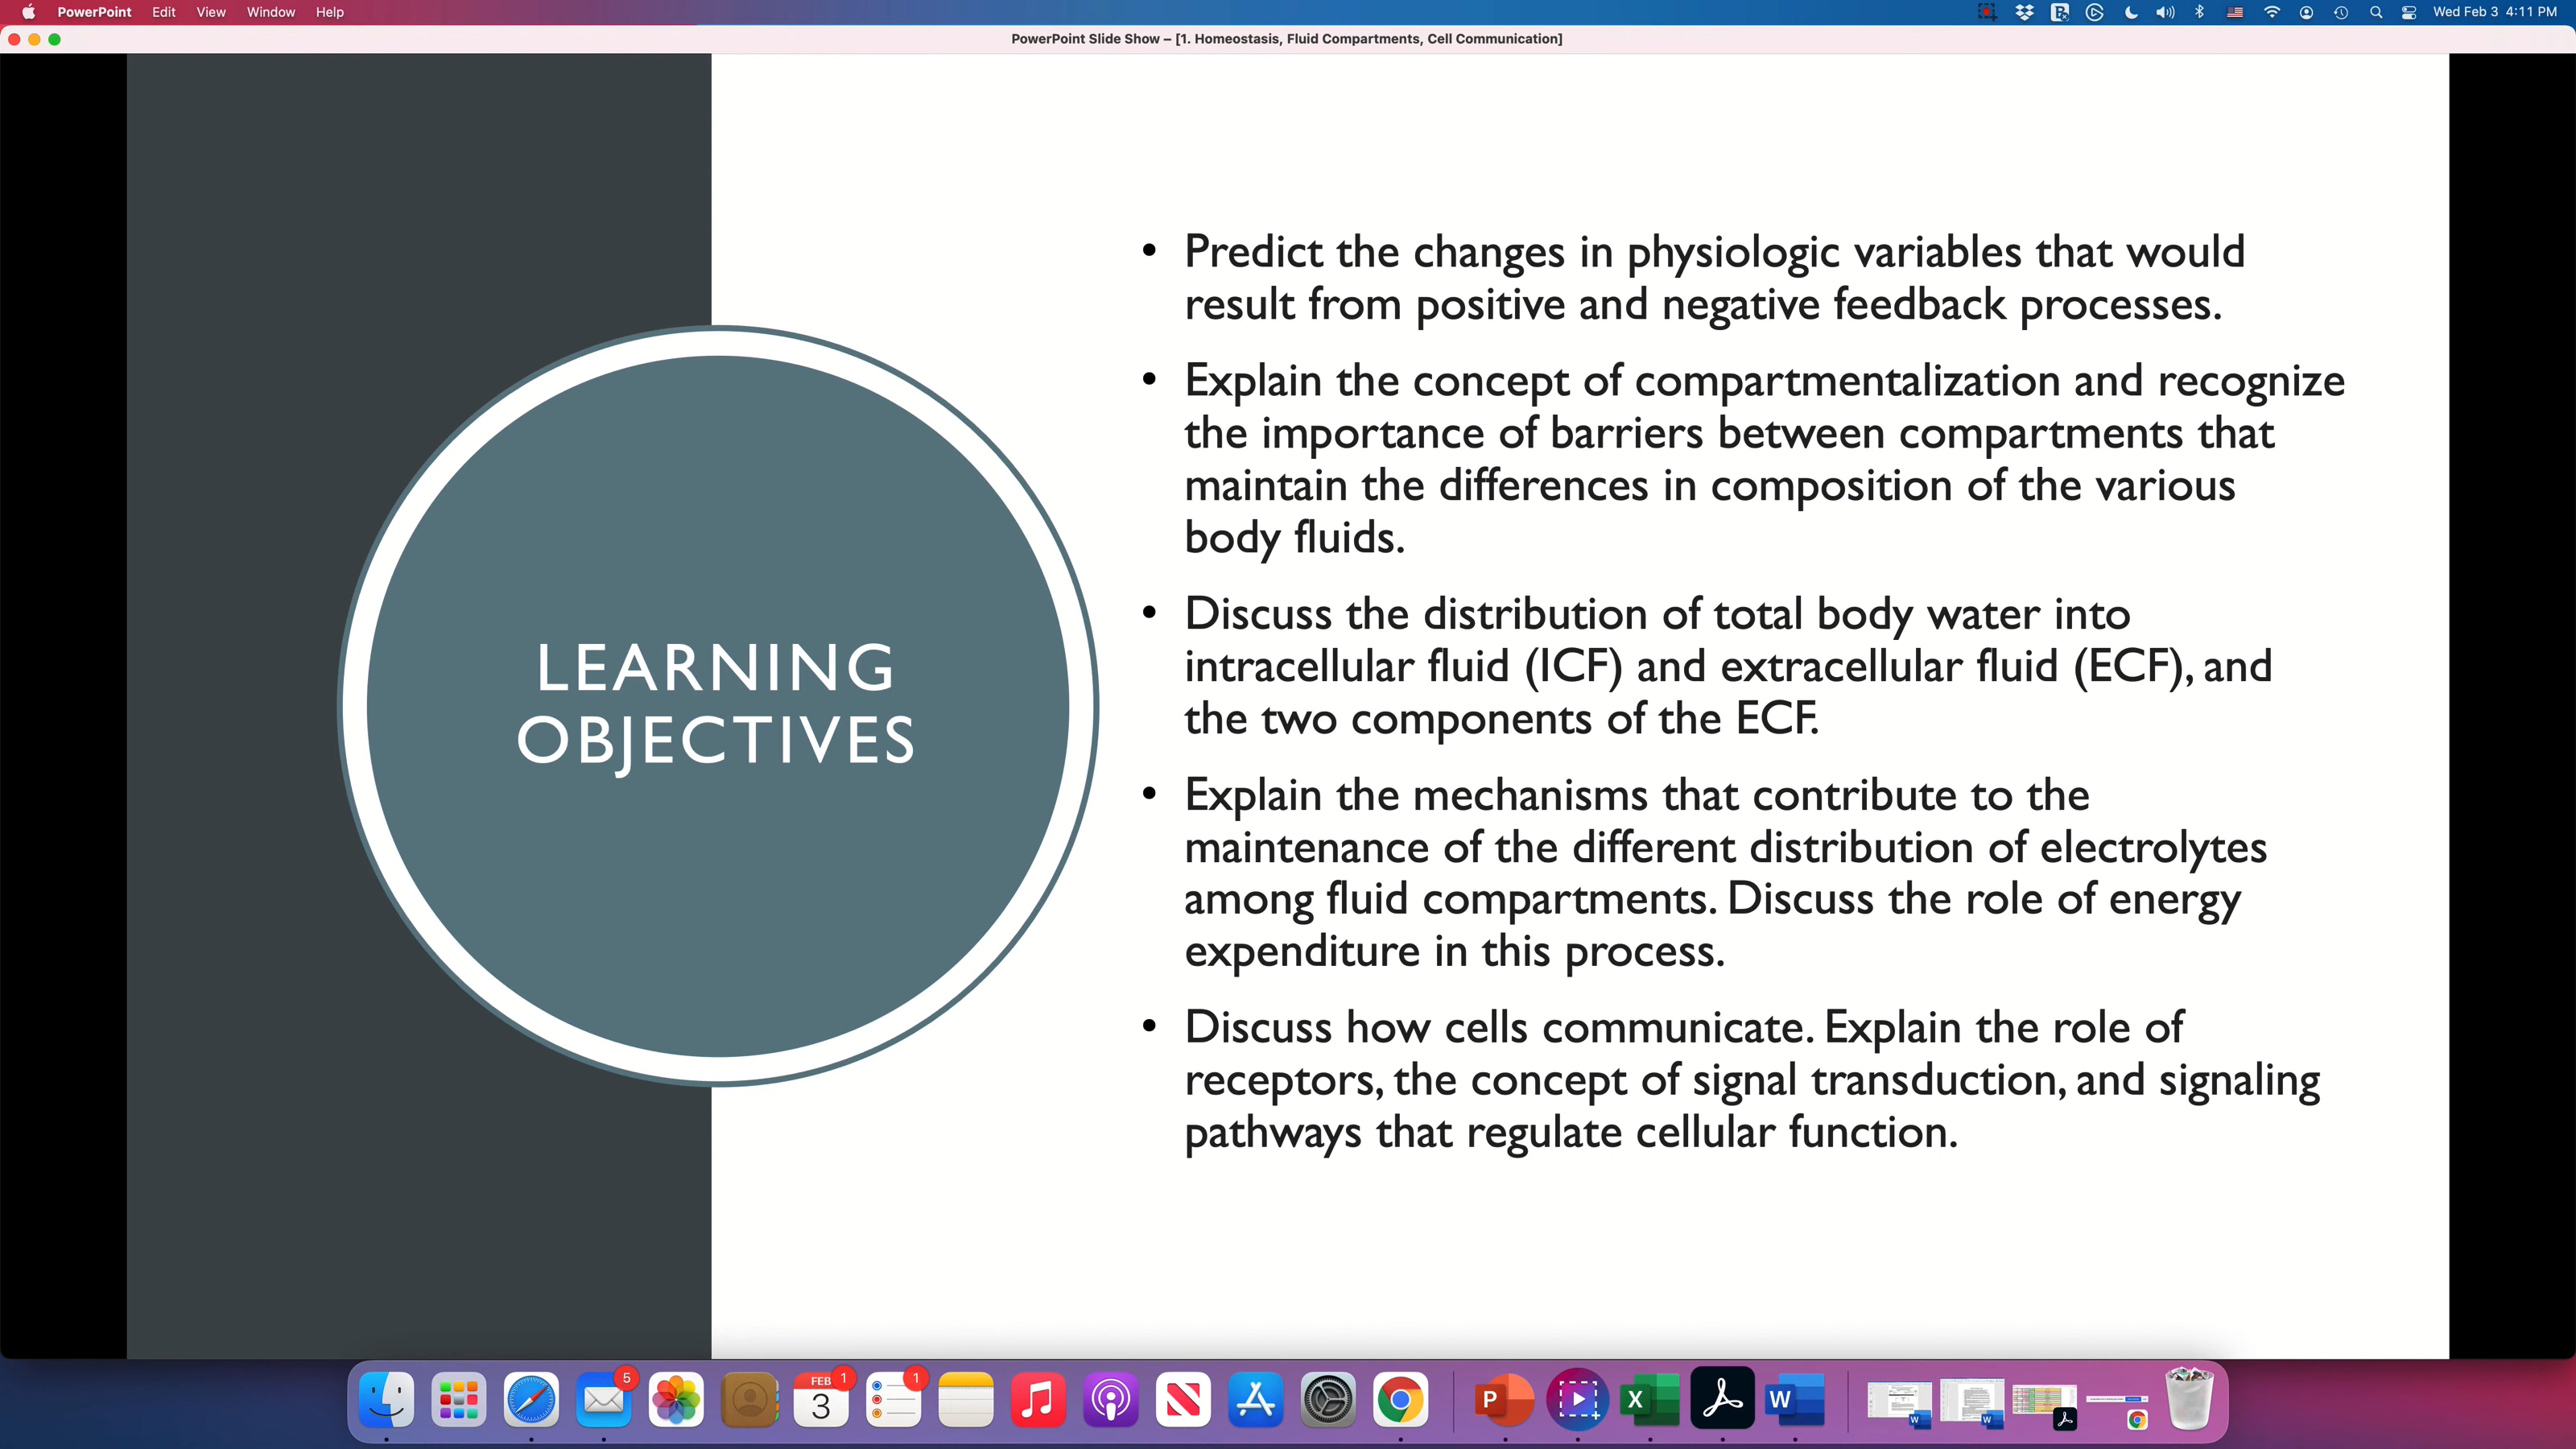 PowerPoint Edit View Window Help Wed Feb 3 4:11 PM
PowerPoint Slide Show – [1. Homeostasis, Fluid Compartments, Cell Communication]
LEARNING
OBJECTIVES
• Predict the changes in physiologic variables that would
result from positive and negative feedback processes.
• Explain the concept of compartmentalization and recognize
the importance of barriers between compartments that
maintain the differences in composition of the various
body fluids.
• Discuss the distribution of total body water into
intracellular fluid (ICF) and extracellular fluid (ECF), and
the two components of the ECF.
• Explain the mechanisms that contribute to the
maintenance of the different distribution of electrolytes
among fluid compartments. Discuss the role of energy
expenditure in this process.
• Discuss how cells communicate. Explain the role of
receptors, the concept of signal transduction, and signaling
pathways that regulate cellular function.
5
FEB 1
3
1
P
X
W
W
W